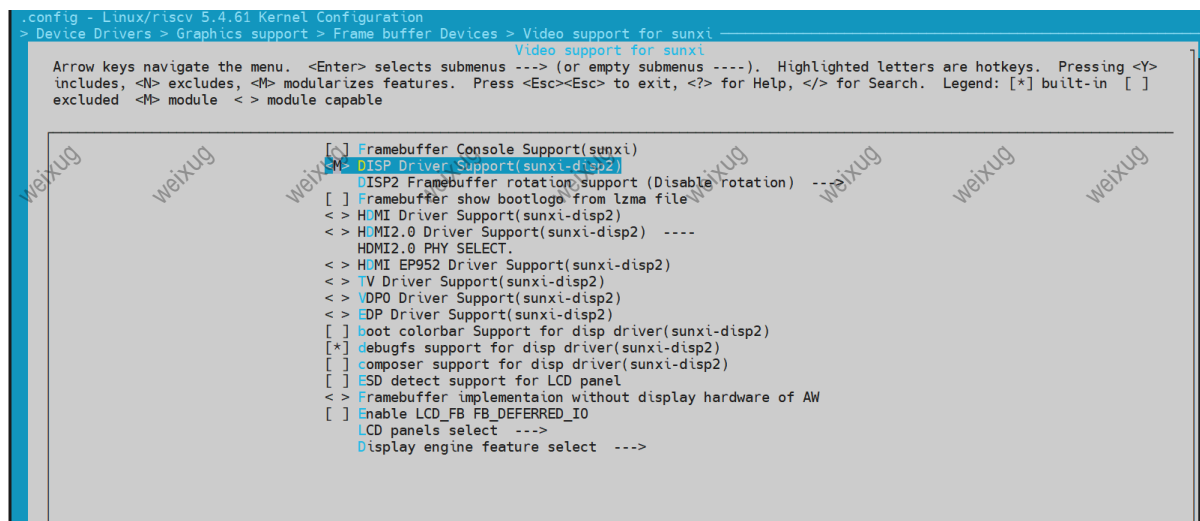 .config - Linux/riscv 5.4.61 Kernel Configuration
> Device Drivers > Graphics support > Frame buffer Devices > Video support for sunxi
Video support for sunxi
Arrow keys navigate the menu.  <Enter> selects submenus ---> (or empty submenus ----).  Highlighted letters are hotkeys.  Pressing <Y>
includes, <N> excludes, <M> modularizes features.  Press <Esc><Esc> to exit, <?> for Help, </> for Search.  Legend: [*] built-in  [ ]
excluded  <M> module  < > module capable
[ ] Framebuffer Console Support(sunxi)
<M> DISP Driver Support(sunxi-disp2)
DISP2 Framebuffer rotation support (Disable rotation)  --->
[ ] Framebuffer show bootlogo from lzma file
< > HDMI Driver Support(sunxi-disp2)
< > HDMI2.0 Driver Support(sunxi-disp2)  ----
HDMI2.0 PHY SELECT.
< > HDMI EP952 Driver Support(sunxi-disp2)
< > TV Driver Support(sunxi-disp2)
< > VDPO Driver Support(sunxi-disp2)
< > EDP Driver Support(sunxi-disp2)
[ ] boot colorbar Support for disp driver(sunxi-disp2)
[*] debugfs support for disp driver(sunxi-disp2)
[ ] composer support for disp driver(sunxi-disp2)
[ ] ESD detect support for LCD panel
< > Framebuffer implementaion without display hardware of AW
[ ] Enable LCD_FB FB_DEFERRED_IO
LCD panels select  --->
Display engine feature select  --->
weixug
weixug
weixug
weixug
weixug
weixug
weixug
weixug
weixug